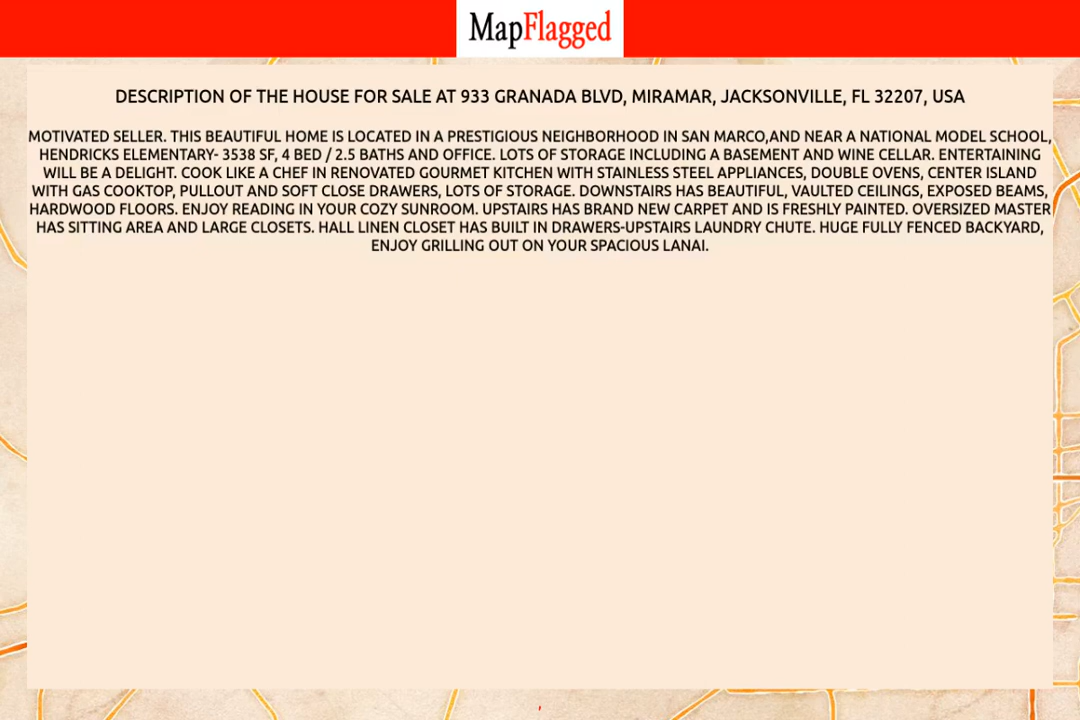 MapFlagged
DESCRIPTION OF THE HOUSE FOR SALE AT 933 GRANADA BLVD, MIRAMAR, JACKSONVILLE, FL 32207, USA
MOTIVATED SELLER. THIS BEAUTIFUL HOME IS LOCATED IN A PRESTIGIOUS NEIGHBORHOOD IN SAN MARCO,AND NEAR A NATIONAL MODEL SCHOOL,
HENDRICKS ELEMENTARY- 3538 SF, 4 BED / 2.5 BATHS AND OFFICE. LOTS OF STORAGE INCLUDING A BASEMENT AND WINE CELLAR. ENTERTAINING
WILL BE A DELIGHT. COOK LIKE A CHEF IN RENOVATED GOURMET KITCHEN WITH STAINLESS STEEL APPLIANCES, DOUBLE OVENS, CENTER ISLAND
WITH GAS COOKTOP, PULLOUT AND SOFT CLOSE DRAWERS, LOTS OF STORAGE. DOWNSTAIRS HAS BEAUTIFUL, VAULTED CEILINGS, EXPOSED BEAMS,
HARDWOOD FLOORS. ENJOY READING IN YOUR COZY SUNROOM. UPSTAIRS HAS BRAND NEW CARPET AND IS FRESHLY PAINTED. OVERSIZED MASTER
HAS SITTING AREA AND LARGE CLOSETS. HALL LINEN CLOSET HAS BUILT IN DRAWERS-UPSTAIRS LAUNDRY CHUTE. HUGE FULLY FENCED BACKYARD,
ENJOY GRILLING OUT ON YOUR SPACIOUS LANAI.
,